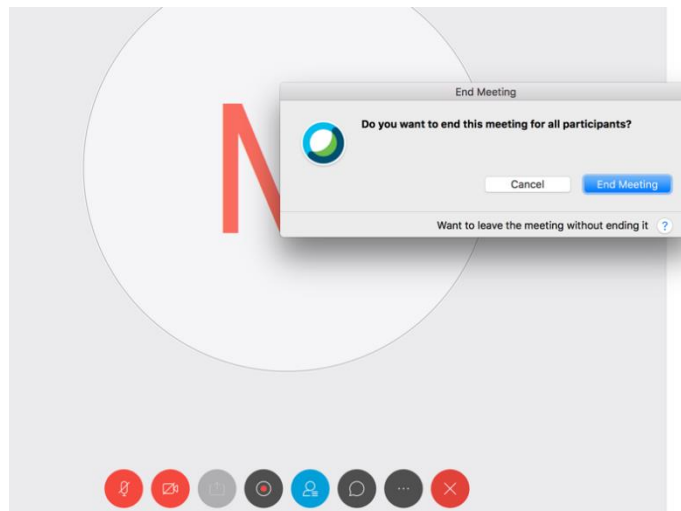 End Meeting
Do you want to end this meeting for all participants?
Cancel
End Meeting
Want to leave the meeting without ending it ?